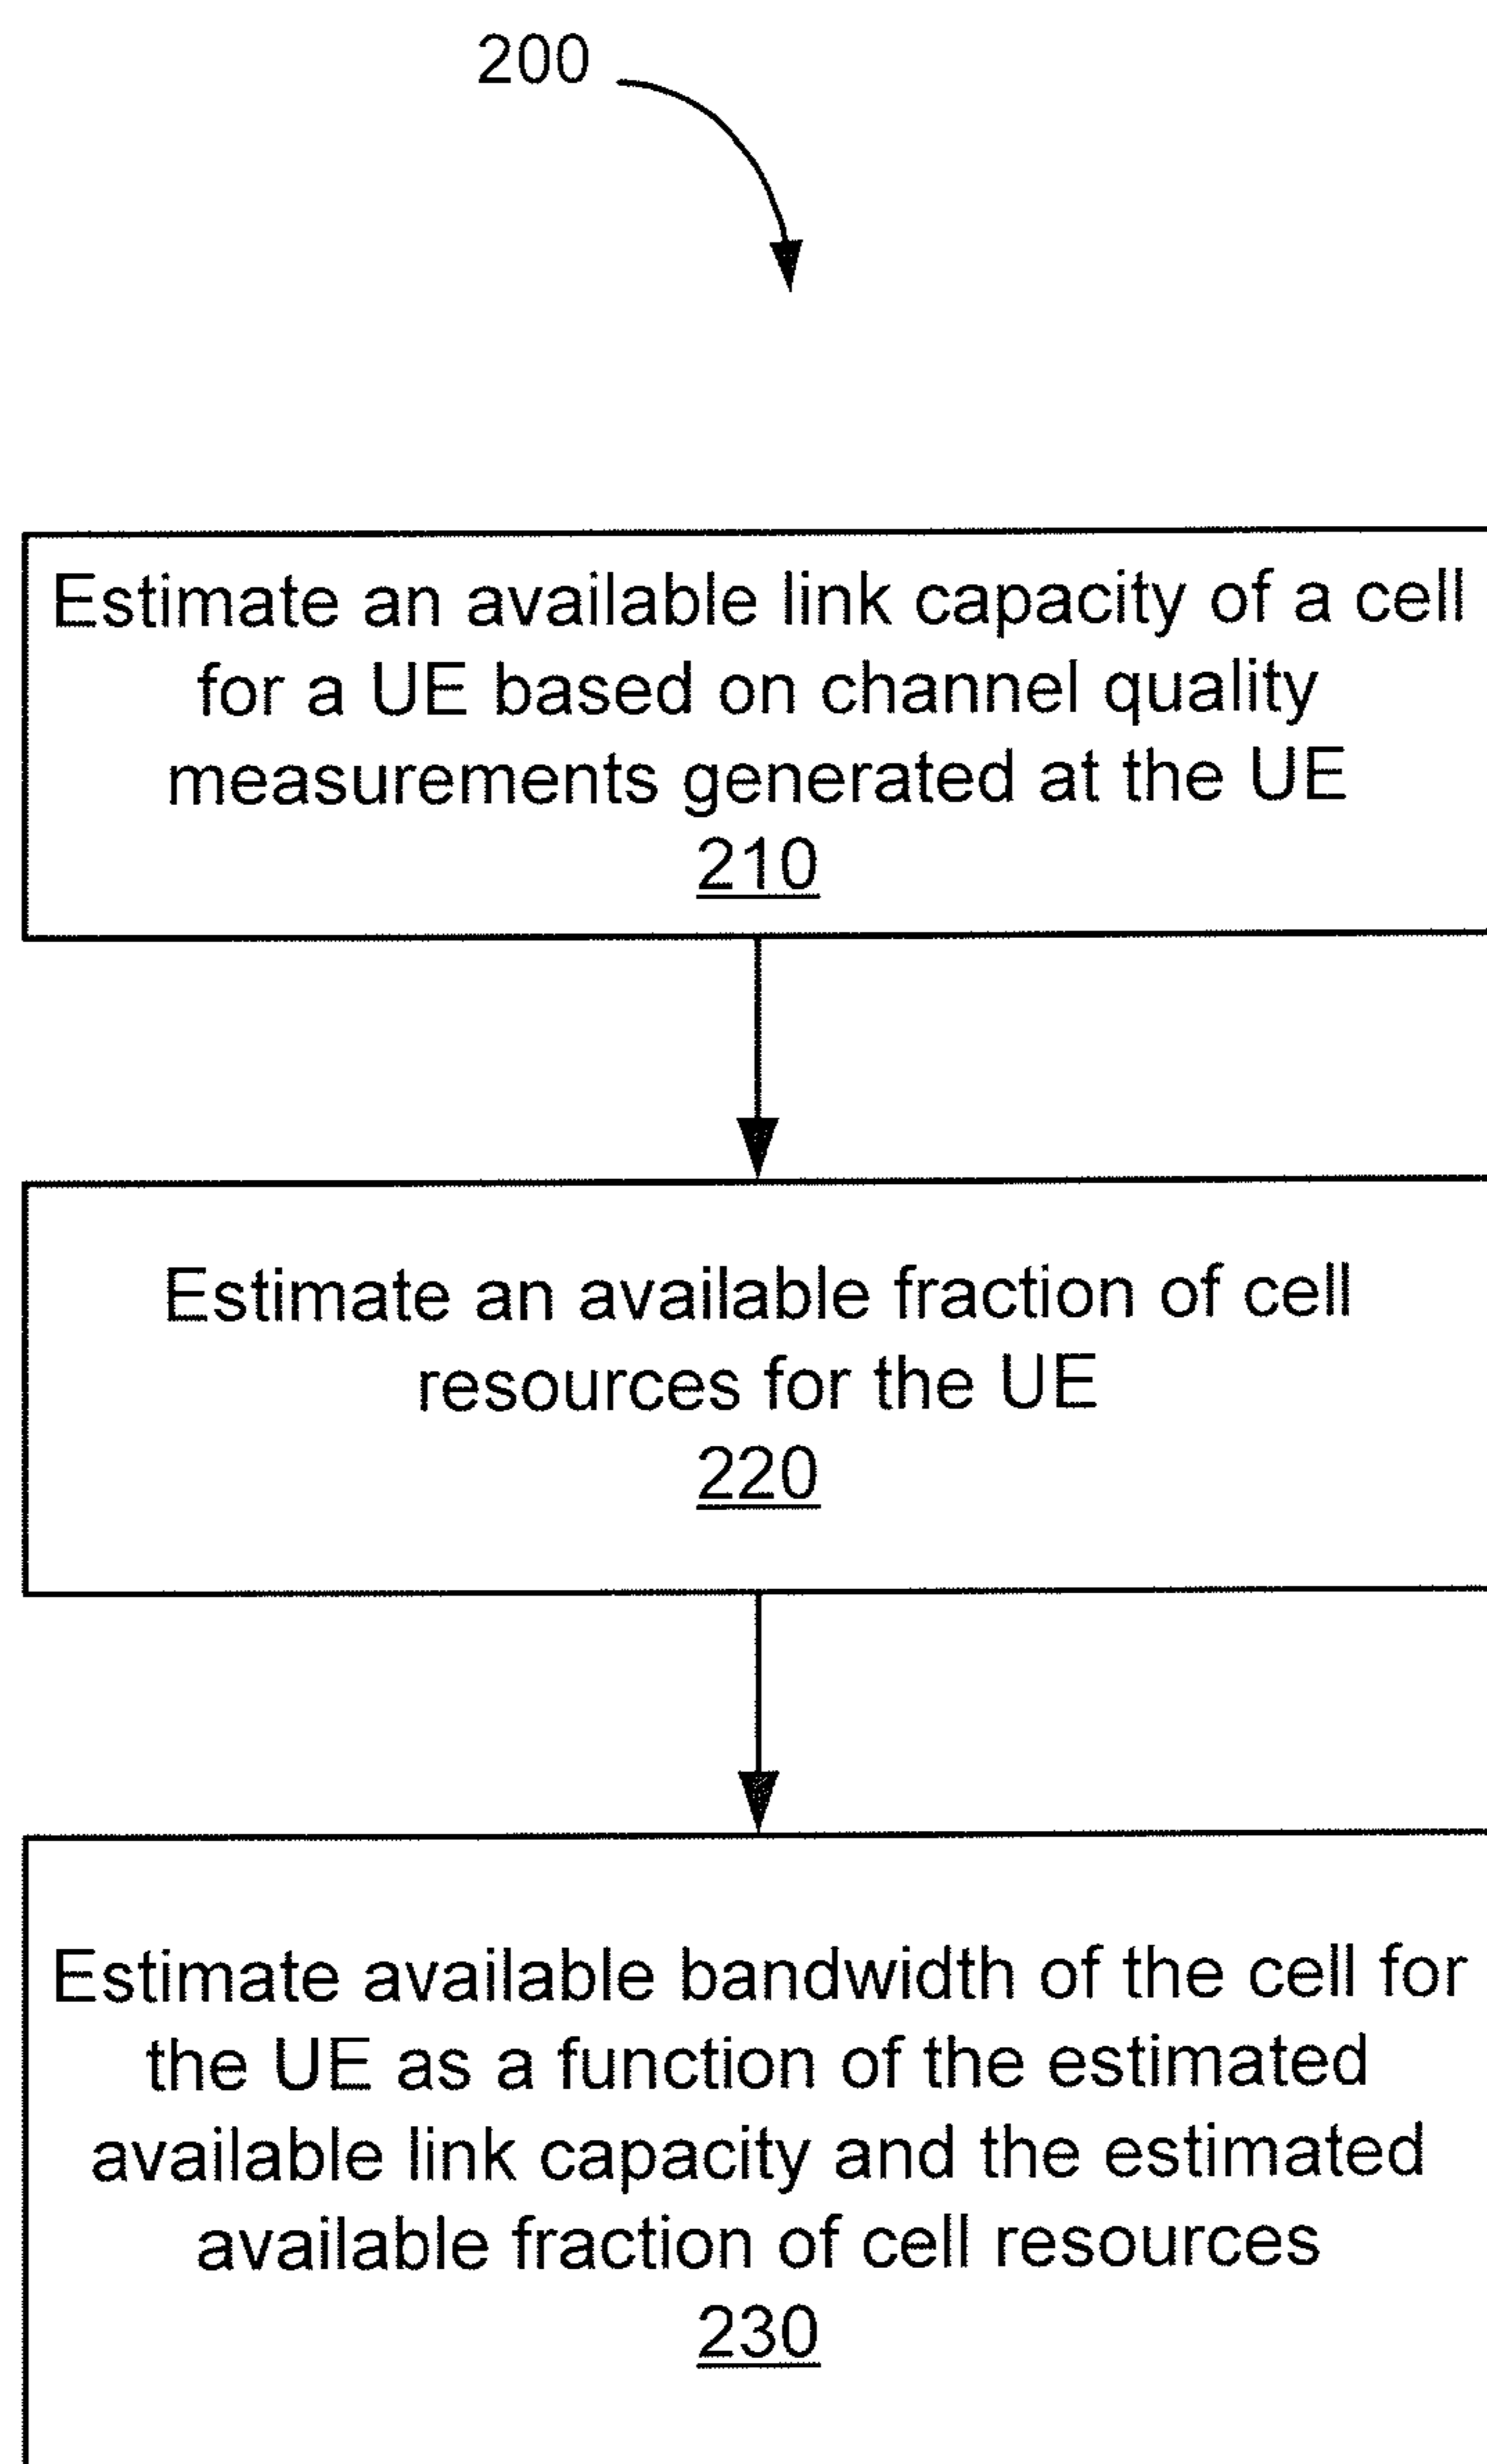 200
Estimate an available link capacity of a cell
for a UE based on channel quality
measurements generated at the UE
210
Estimate an available fraction of cell
resources for the UE
220
Estimate available bandwidth of the cell for
the UE as a function of the estimated
available link capacity and the estimated
available fraction of cell resources
230